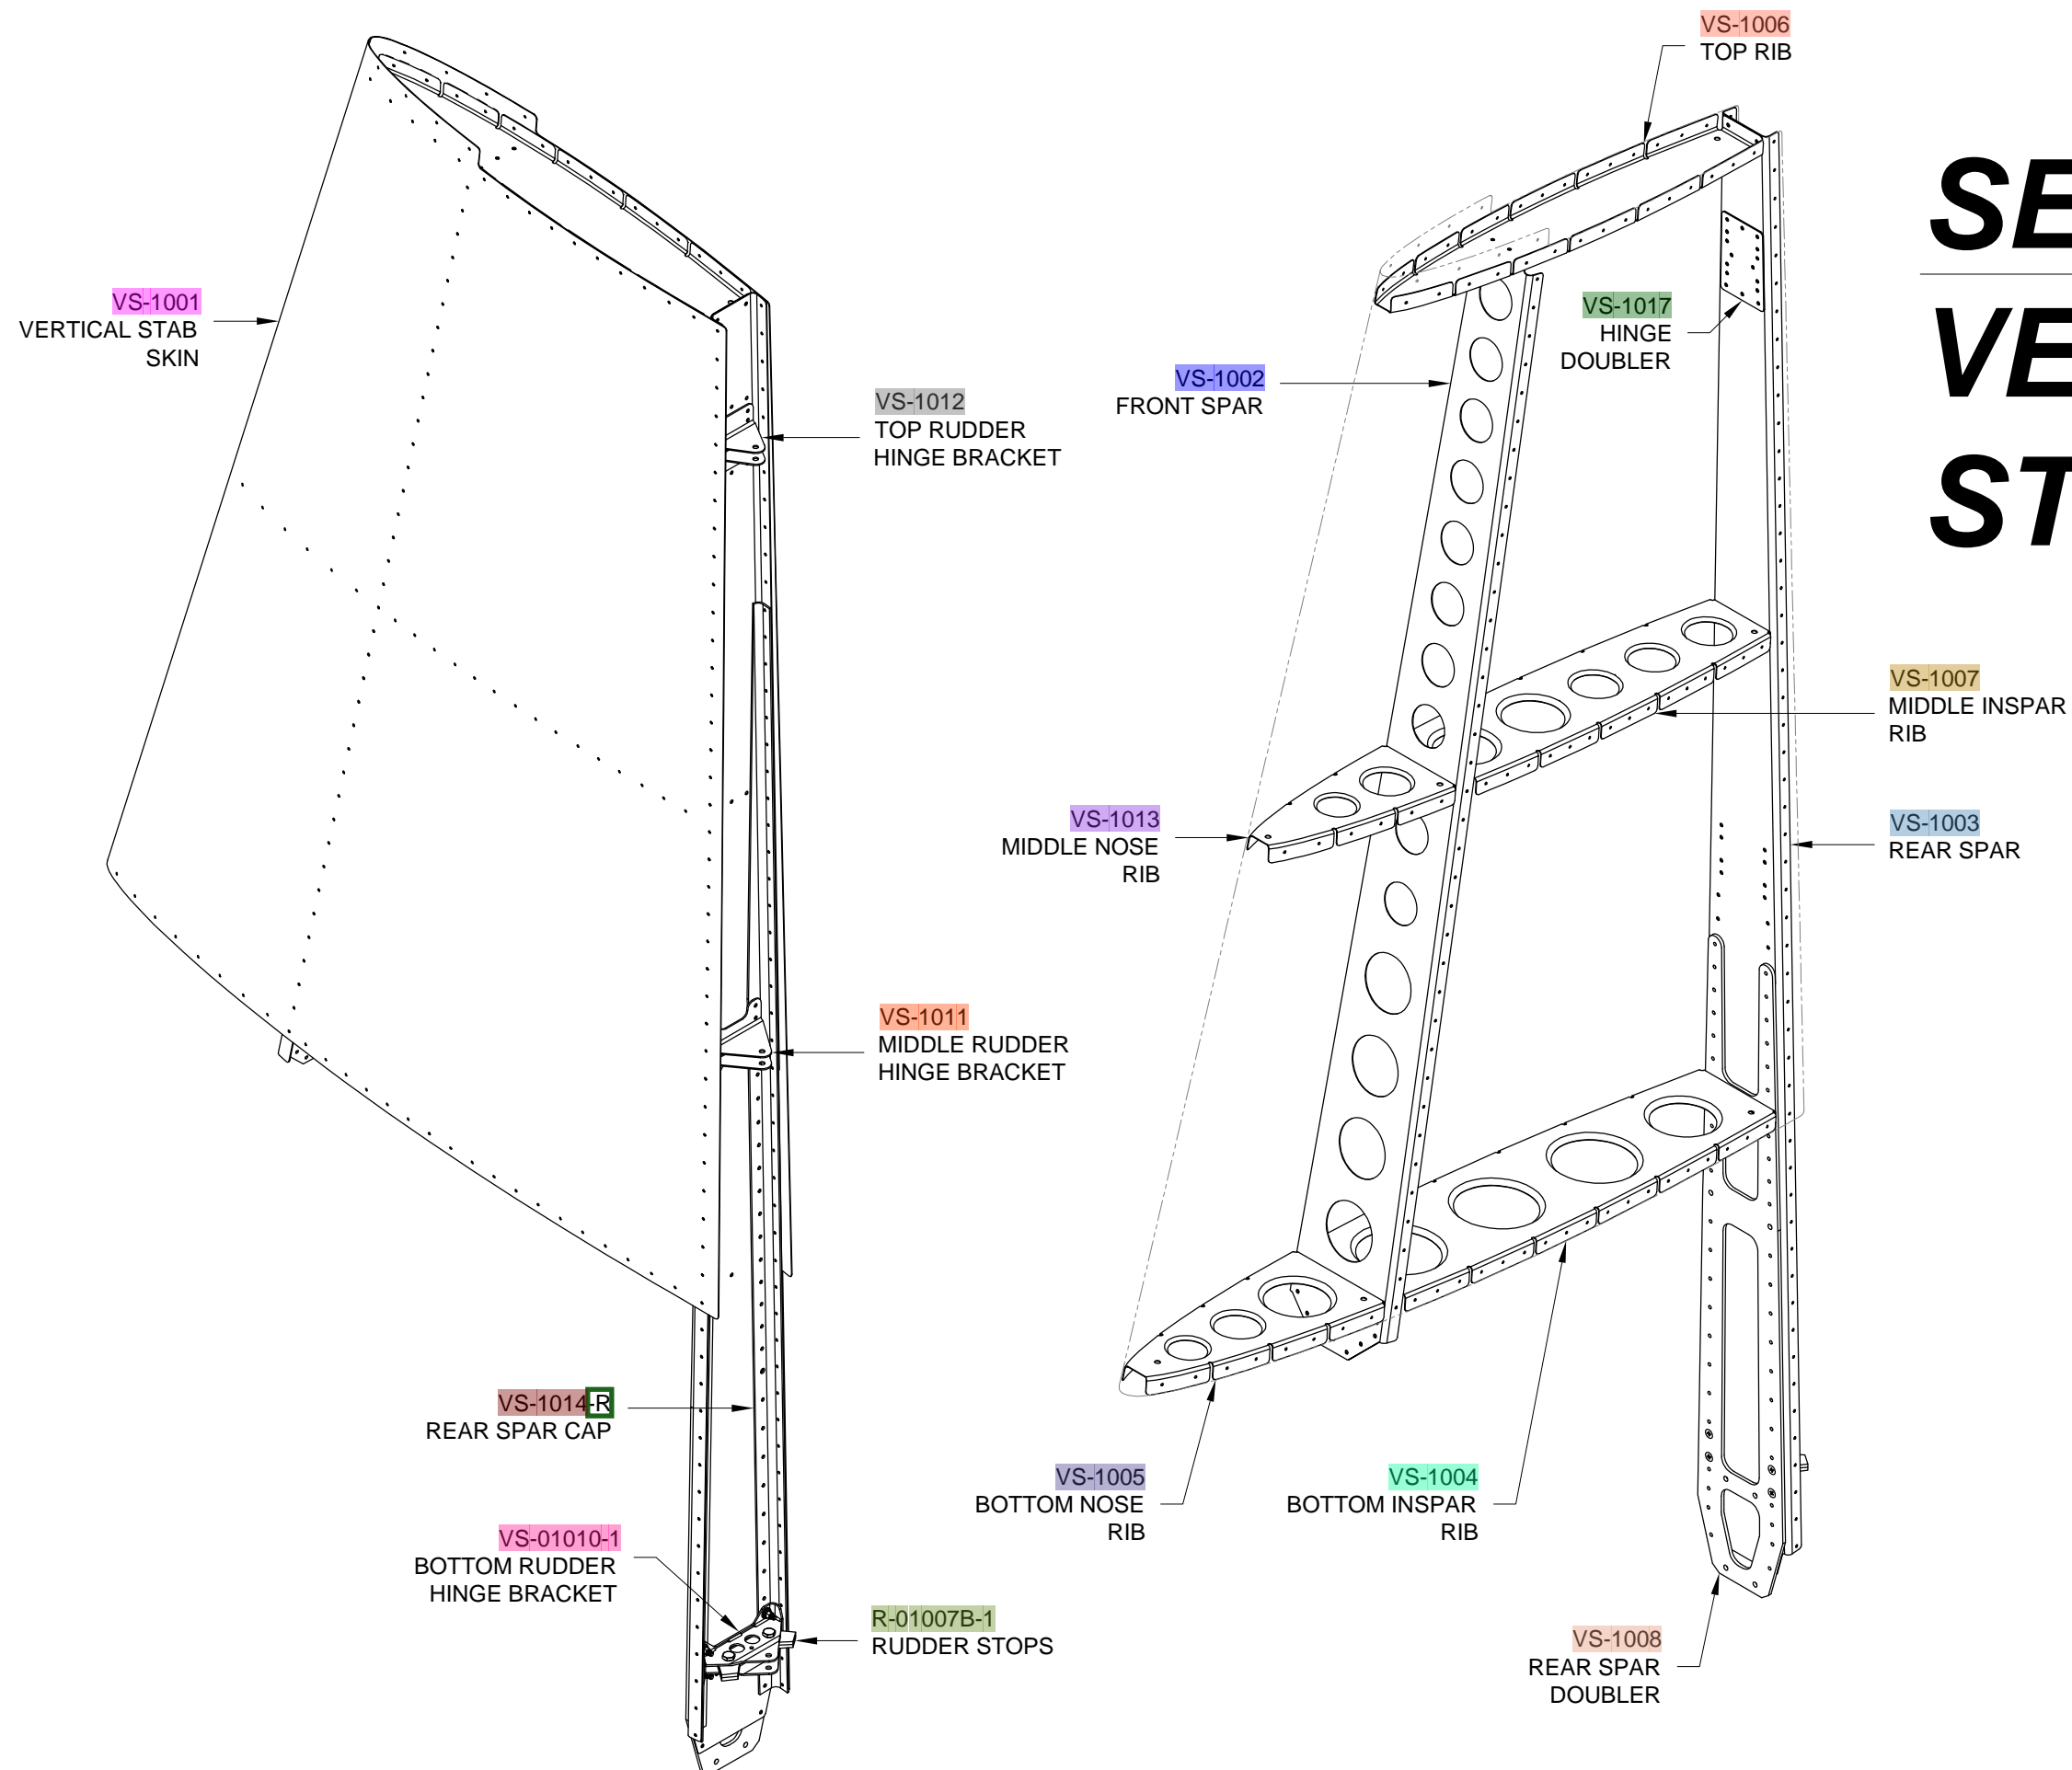 VS-1006
TOP RIB
SE
VE
ST
VS-1001
VERTICAL STAB
SKIN
VS-1012
TOP RUDDER
HINGE BRACKET
VS-1017
HINGE
DOUBLER
VS-1002
FRONT SPAR
VS-1007
MIDDLE INSPAR
RIB
VS-1013
MIDDLE NOSE
RIB
VS-1003
REAR SPAR
VS-1011
MIDDLE RUDDER
HINGE BRACKET
VS-1014-R
REAR SPAR CAP
VS-1005
BOTTOM NOSE
RIB
VS-1004
BOTTOM INSPAR
RIB
VS-01010-1
BOTTOM RUDDER
HINGE BRACKET
R-01007B-1
RUDDER STOPS
VS-1008
REAR SPAR
DOUBLER